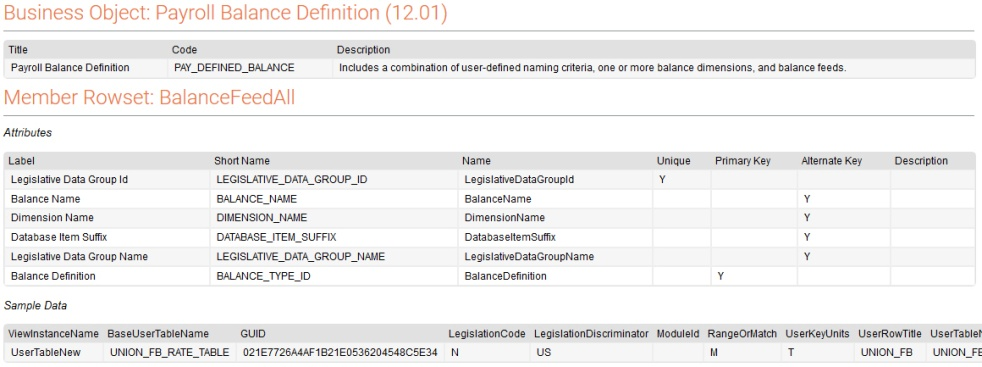 Business Object: Payroll Balance Definition (12.01)
Title Code Description
Payroll Balance Definition PAY_DEFINED_BALANCE Includes a combination of user-defined naming criteria, one or more balance dimensions, and balance feeds.
Member Rowset: BalanceFeedAll
Attributes
Label Short Name Name Unique Primary Key Alternate Key Description
Legislative Data Group Id LEGISLATIVE_DATA_GROUP_ID LegislativeDataGroupId Y
Balance Name BALANCE_NAME BalanceName Y
Dimension Name DIMENSION_NAME DimensionName Y
Database Item Suffix DATABASE_ITEM_SUFFIX DatabaseItemSuffix Y
Legislative Data Group Name LEGISLATIVE_DATA_GROUP_NAME LegislativeDataGroupName Y
Balance Definition BALANCE_TYPE_ID BalanceDefinition Y
Sample Data
ViewInstanceName BaseUserTableName GUID LegislationCode LegislationDiscriminator ModuleId RangeOrMatch UserKeyUnits UserRowTitle
UserTableNew UNION_FB_RATE_TABLE 021E7726A4AF1B21E0536204548C5E34 N US M T UNION_FB